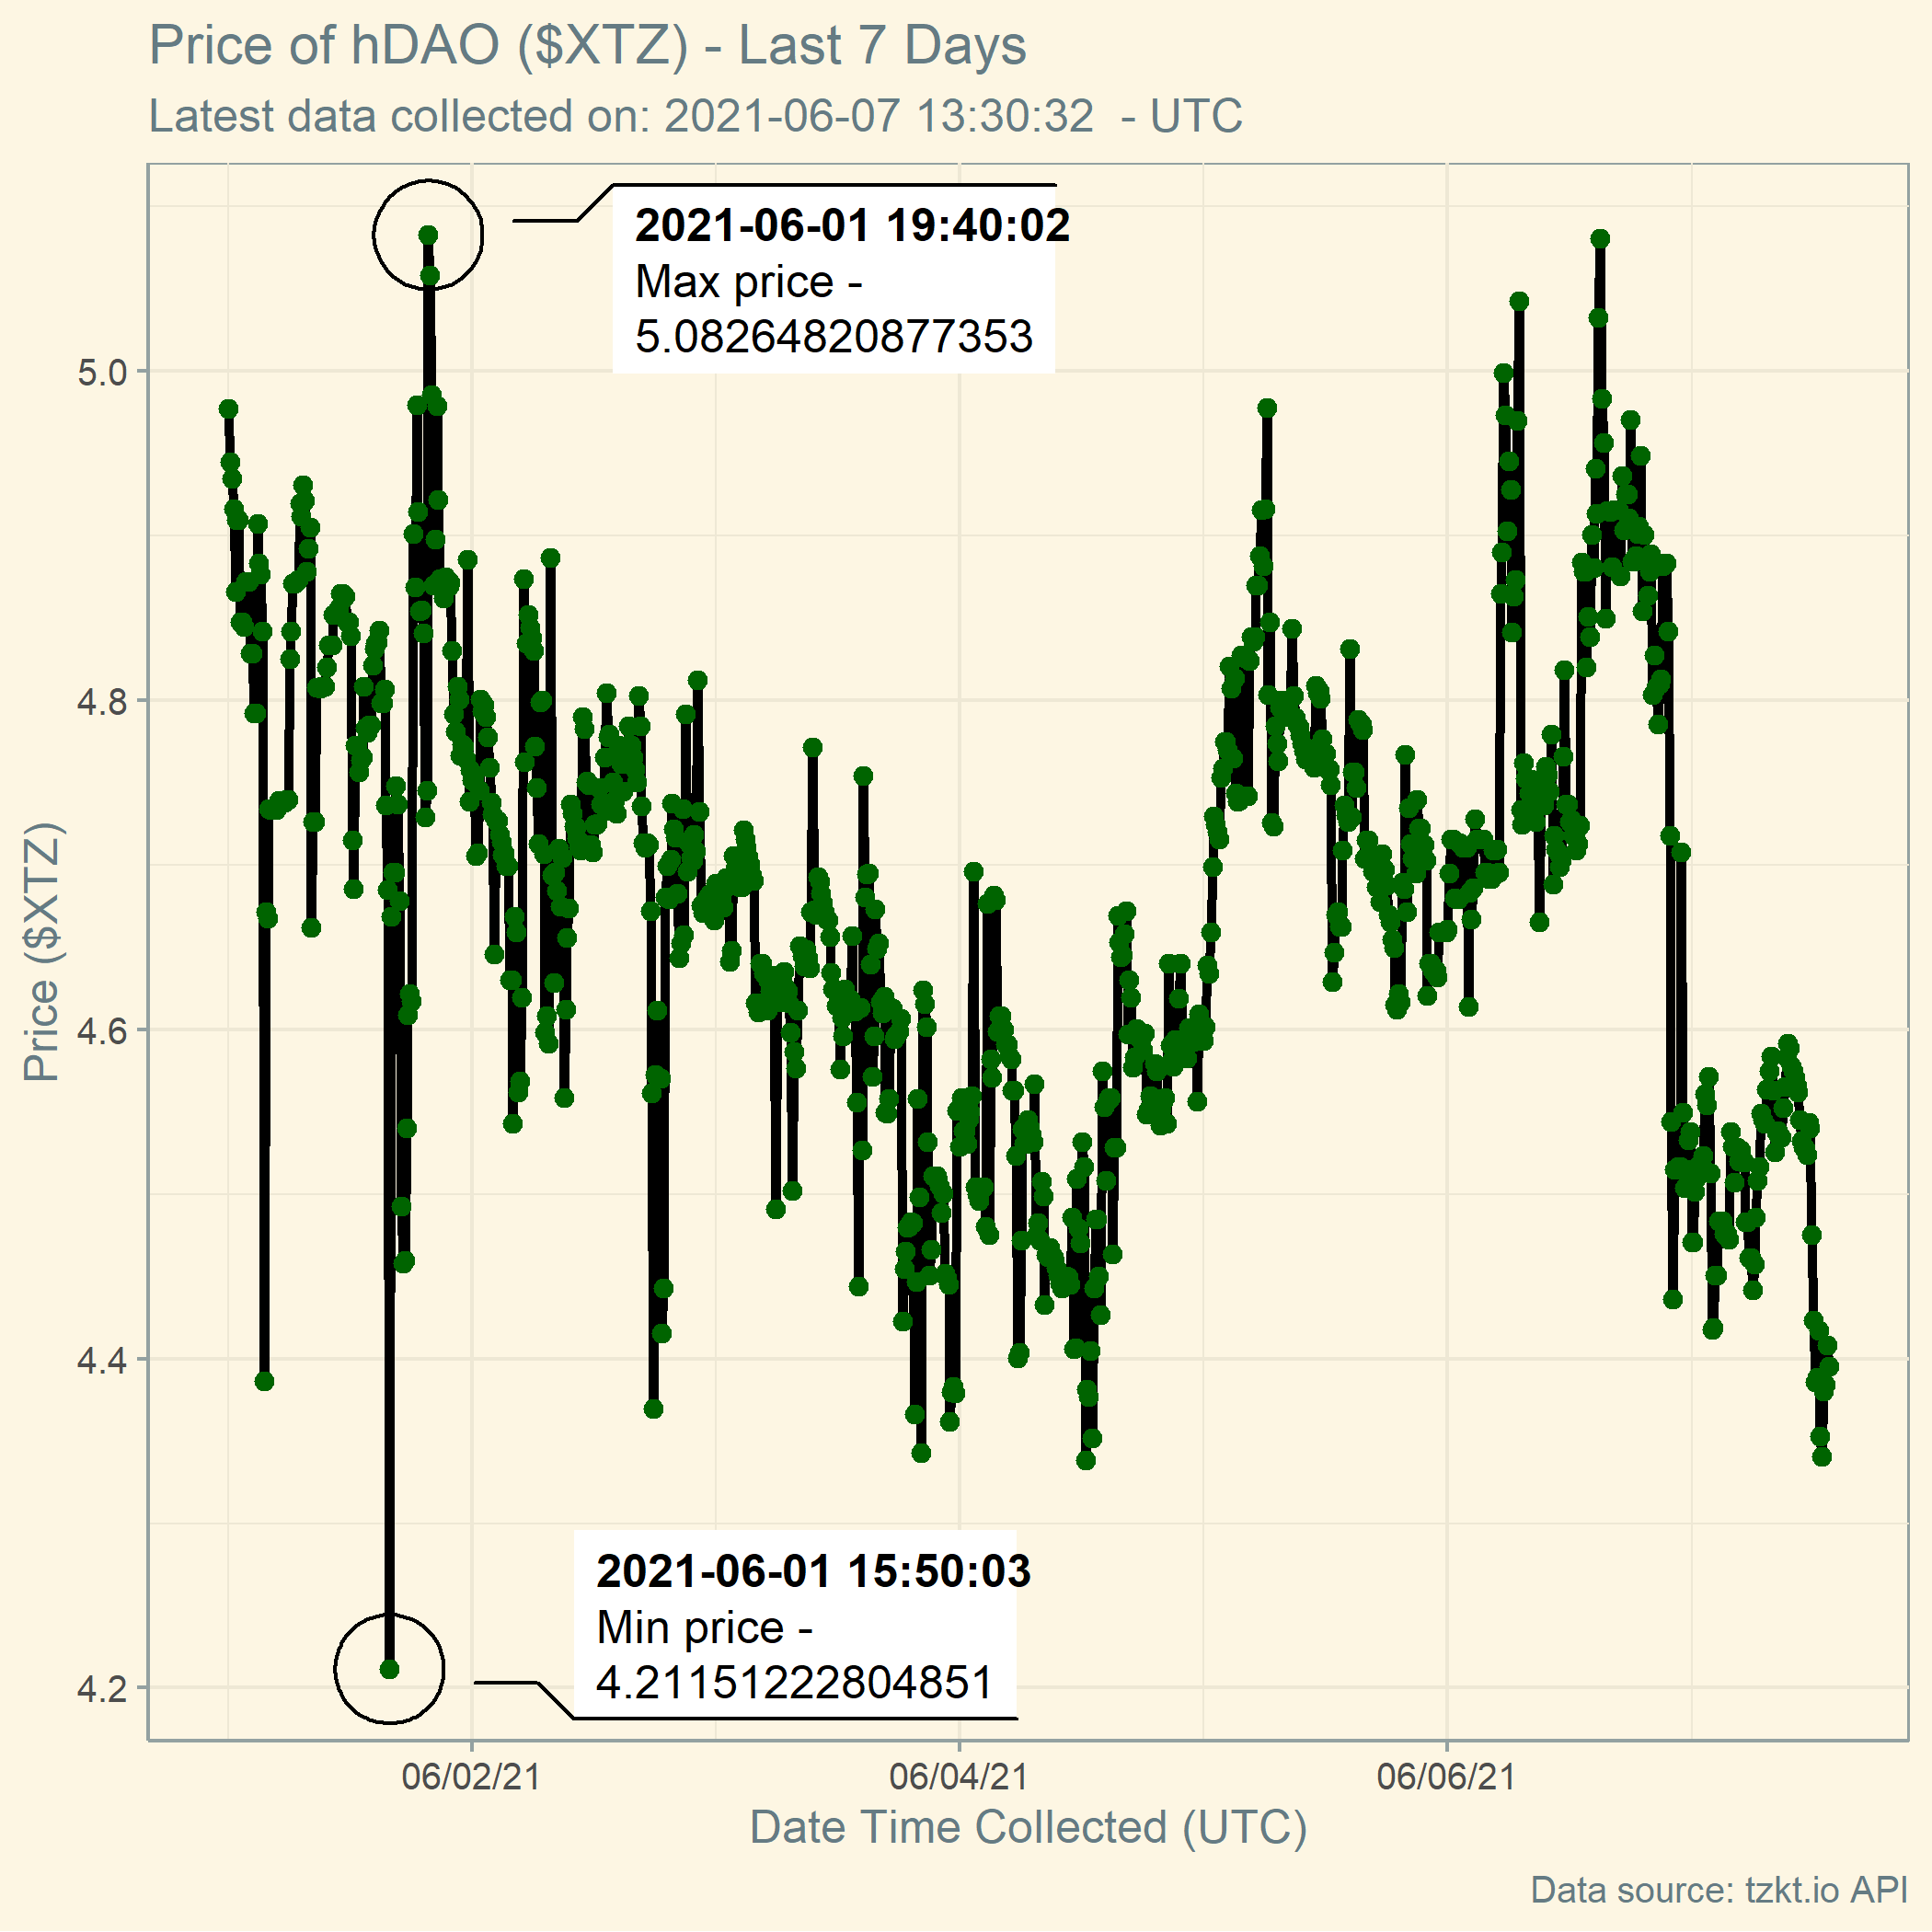 Price of hDAO ($XTZ) - Last 7 Days
Latest data collected on: 2021-06-07 13:30:32  - UTC
2021-06-01 19:40:02
Max price -
5.08264820877353
5.0
4.8
4.6
4.4
4.2
Price ($XTZ)
2021-06-01 15:50:03
Min price -
4.21151222804851
06/02/21
06/04/21
06/06/21
Date Time Collected (UTC)
Data source: tzkt.io API